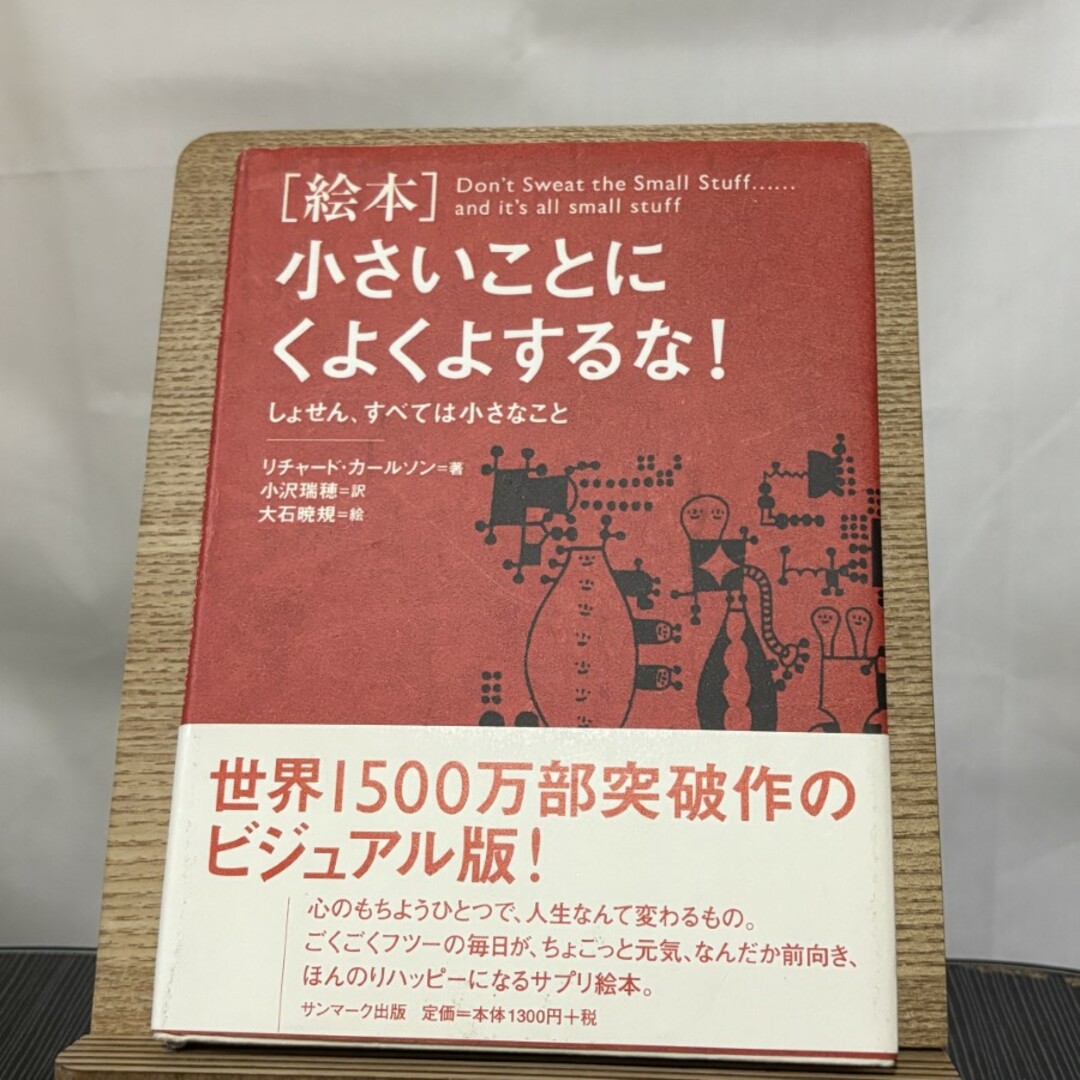 [絵本]
Don't Sweat the Small Stuff……
and it's all small stuff
小さいことに
くよくよするな!
しょせん、すべては小さなこと
リチャード・カールソン=著
小沢瑞穂=訳
大石暁規=絵
世界1500万部突破作の
ビジュアル版!
心のもちようひとつで、人生なんて変わるもの。
ごくごくフツーの毎日が、ちょこっと元気、なんだか前向き、
ほんのりハッピーになるサプリ絵本。
サンマーク出版 定価=本体1300円+税